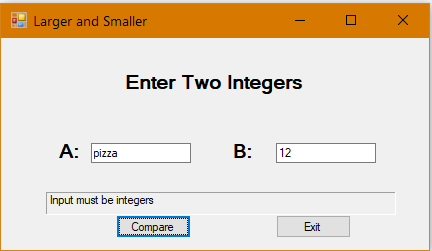 Larger and Smaller
Enter Two Integers
A: pizza B: 12
Input must be integers
Compare Exit